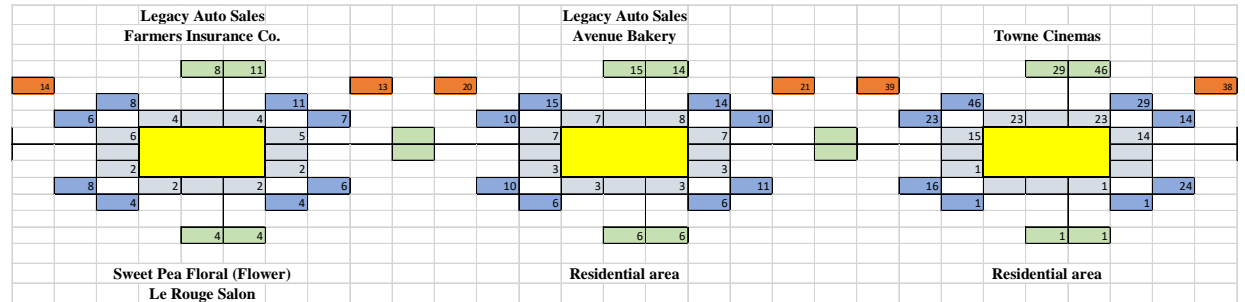 Legacy Auto Sales Legacy Auto Sales
Farmers Insurance Co. Avenue Bakery Towne Cinemas
8 11 15 14 29 46
14 13 20 21 39 38
8 11 15 14 46 29
6 4 4 7 10 7 8 10 23 23 23 14
6 5 7 7 15 14
2 2 3 3 1
8 2 2 6 10 3 3 11 16 1 24
4 4 6 6 1 1
4 4 6 6 1 1
Sweet Pea Floral (Flower) Residential area Residential area
Le Rouge Salon